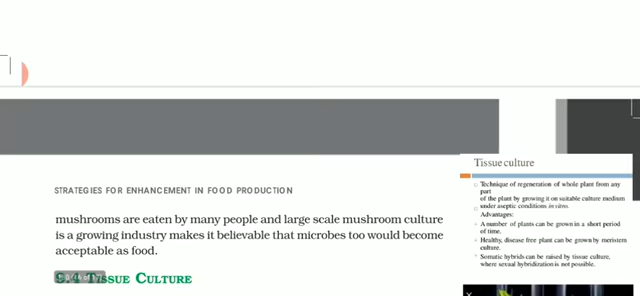 STRATEGIES FOR ENHANCEMENT IN FOOD PRODUCTION
mushrooms are eaten by many people and large scale mushroom culture
is a growing industry makes it believable that microbes too would become
acceptable as food.
TISSUE CULTURE
Tissue culture
Technique of regeneration of whole plant from any
part
of the plant by growing it on suitable culture medium
under aseptic conditions in vitro.
Advantages:
A number of plants can be grown in a short period
of time.
Healthy, disease free plant can be grown by meristem
culture.
Somatic hybrids can be raised by tissue culture,
where sexual hybridization is not possible.